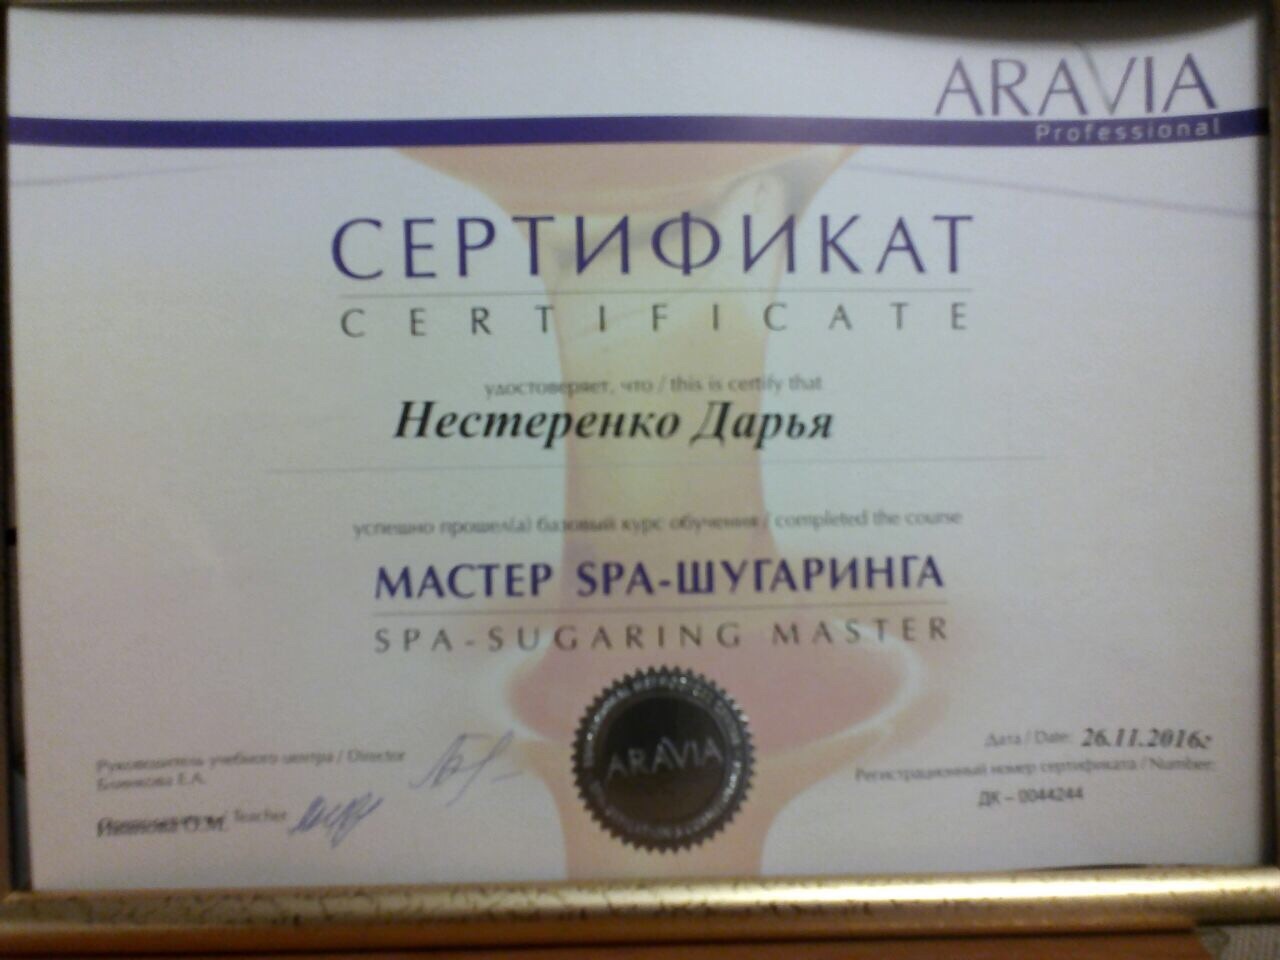 ARAVIA
Professional
СЕРТИФИКАТ
CERTIFICATE
удостоверяет, что / this is certify that
Нестеренко Дарья
успешно прошел(а) базовый курс обучения / completed the course
МАСТЕР SPA-ШУГАРИНГА
SPA-SUGARING MASTER
ARAVIA
Руководитель учебного центра / Director
Е.А.
/ Teacher
Иванова О.М.
Дата / Date: 26.11.2016г
Регистрационный номер сертификата / Number:
ДК – 0044244